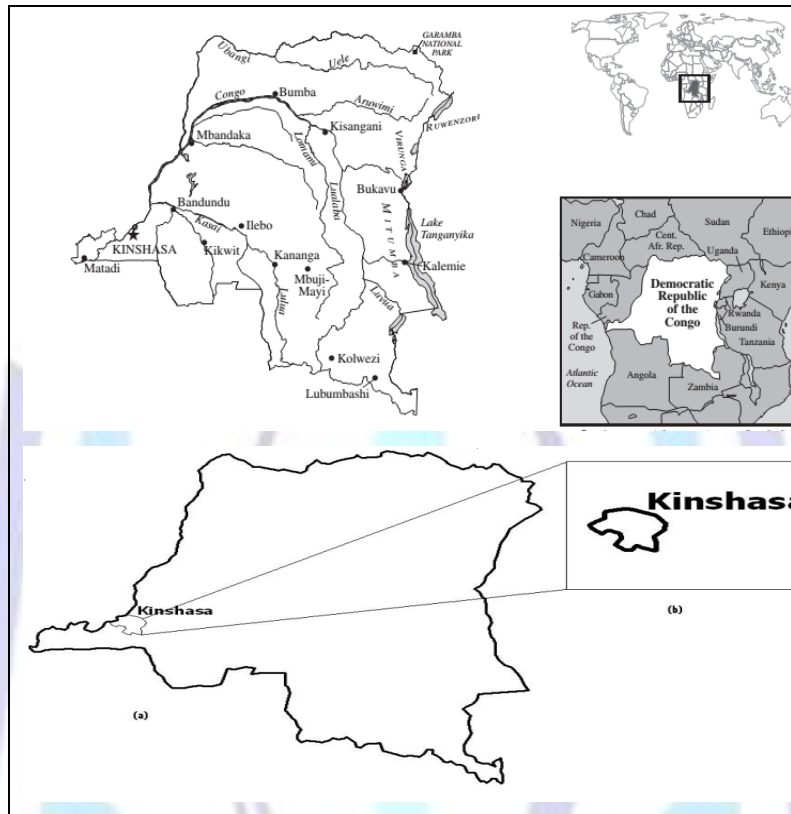 GARAMBA
NATIONAL
PARK
Ubangi
Uele
Congo
Bumba
Aruwimi
Mbandaka
Kisangani
RUWENZORI
VIRUNGA
Lomami
Lualaba
Bukavu
Bandundu
MITUMBA
Lake
Tanganyika
Kasai
Ilebo
KINSHASA
Kikwit
Kananga
Kalemie
Matadi
Mbuji-
Mayi
Lulua
Luvua
Kolwezi
Lubumbashi
Nigeria
Chad
Sudan
Ethiopi
Cent.
Afr. Rep.
Cameroon
Uganda
Democratic
Republic
of the
Congo
Kenya
Gabon
Rwanda
Burundi
Rep.
of the
Congo
Tanzania
Atlantic
Ocean
Angola
Zambia
Kinshasa
(a)
Kinshasa
(b)